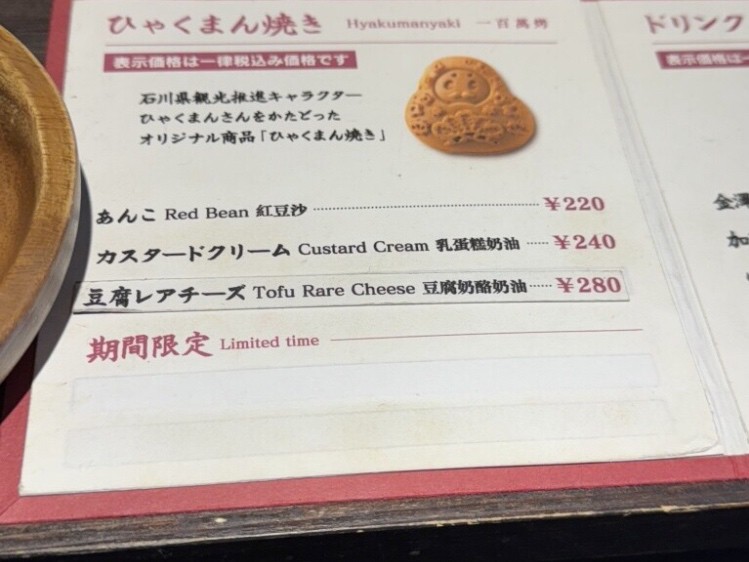 ひゃくまん焼き Hyakumanyaki 一百萬烤
表示価格は一律税込み価格です
石川県観光推進キャラクター
ひゃくまんさんをかたどった
オリジナル商品「ひゃくまん焼き」
あんこ Red Bean 紅豆沙 ¥220
カスタードクリーム Custard Cream 乳蛋糕奶油 ¥240
豆腐レアチーズ Tofu Rare Cheese 豆腐奶酪奶油 ¥280
期間限定 Limited time
ドリンク
表示価格は一
金澤
加